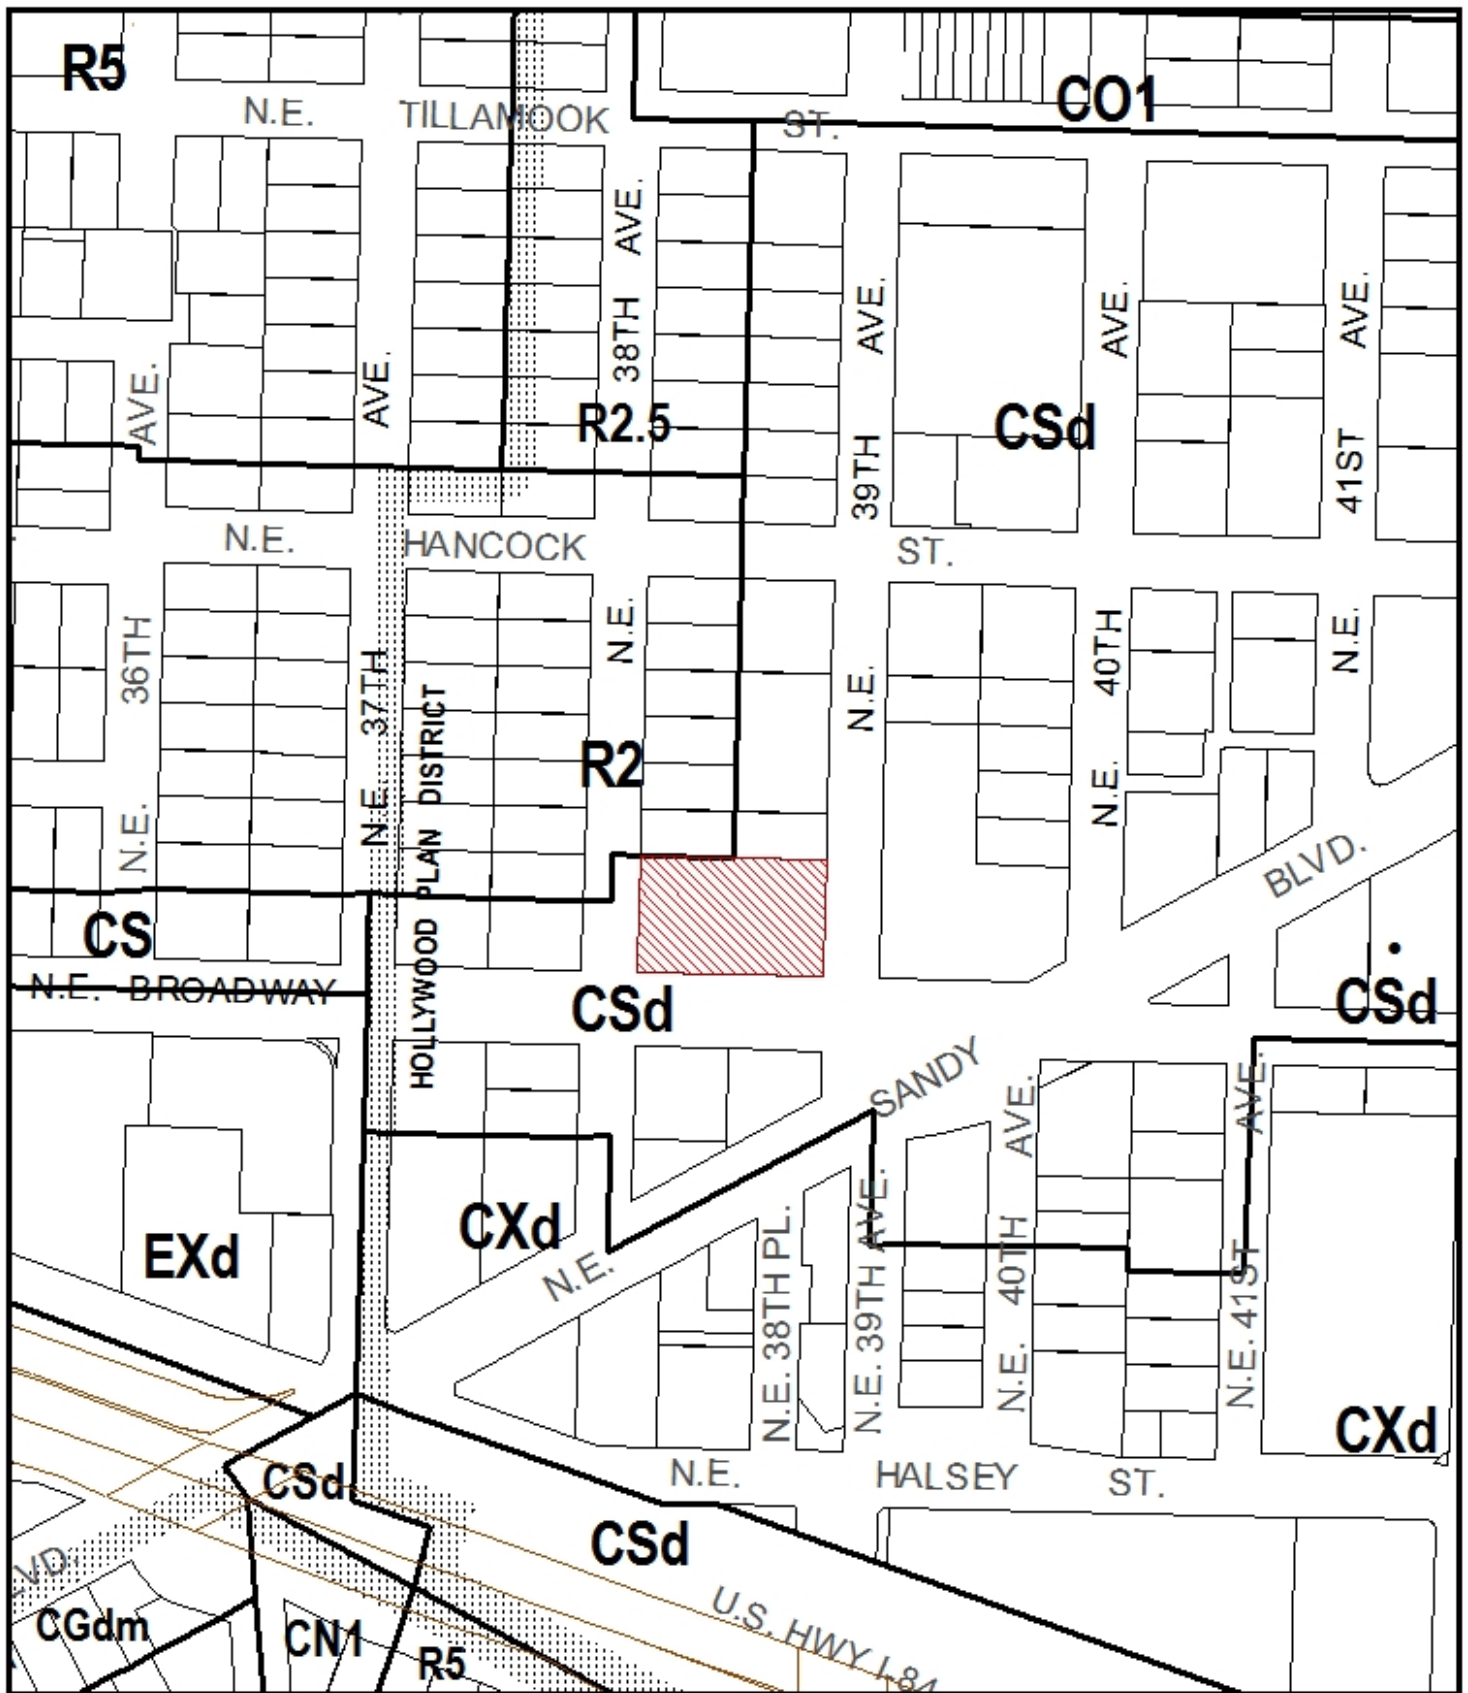 R5
CO1
N.E. TILLAMOOK ST.
38TH AVE.
39TH AVE.
AVE.
41ST AVE.
AVE.
AVE.
R2.5
CSd
N.E. HANCOCK ST.
36TH
N.E.
N.E. 37TH
HOLLYWOOD PLAN DISTRICT
N.E.
N.E.
N.E. 40TH
N.E.
R2
BLVD.
CS
N.E. BROADWAY
CSd
CSd
N.E. SANDY
CXd
EXd
N.E. 38TH PL.
N.E. 39TH AVE.
N.E. 40TH AVE.
N.E. 41ST AVE.
CXd
N.E. HALSEY ST.
CSd
CSd
U.S. HWY I-84
CGdm
CN1
R5